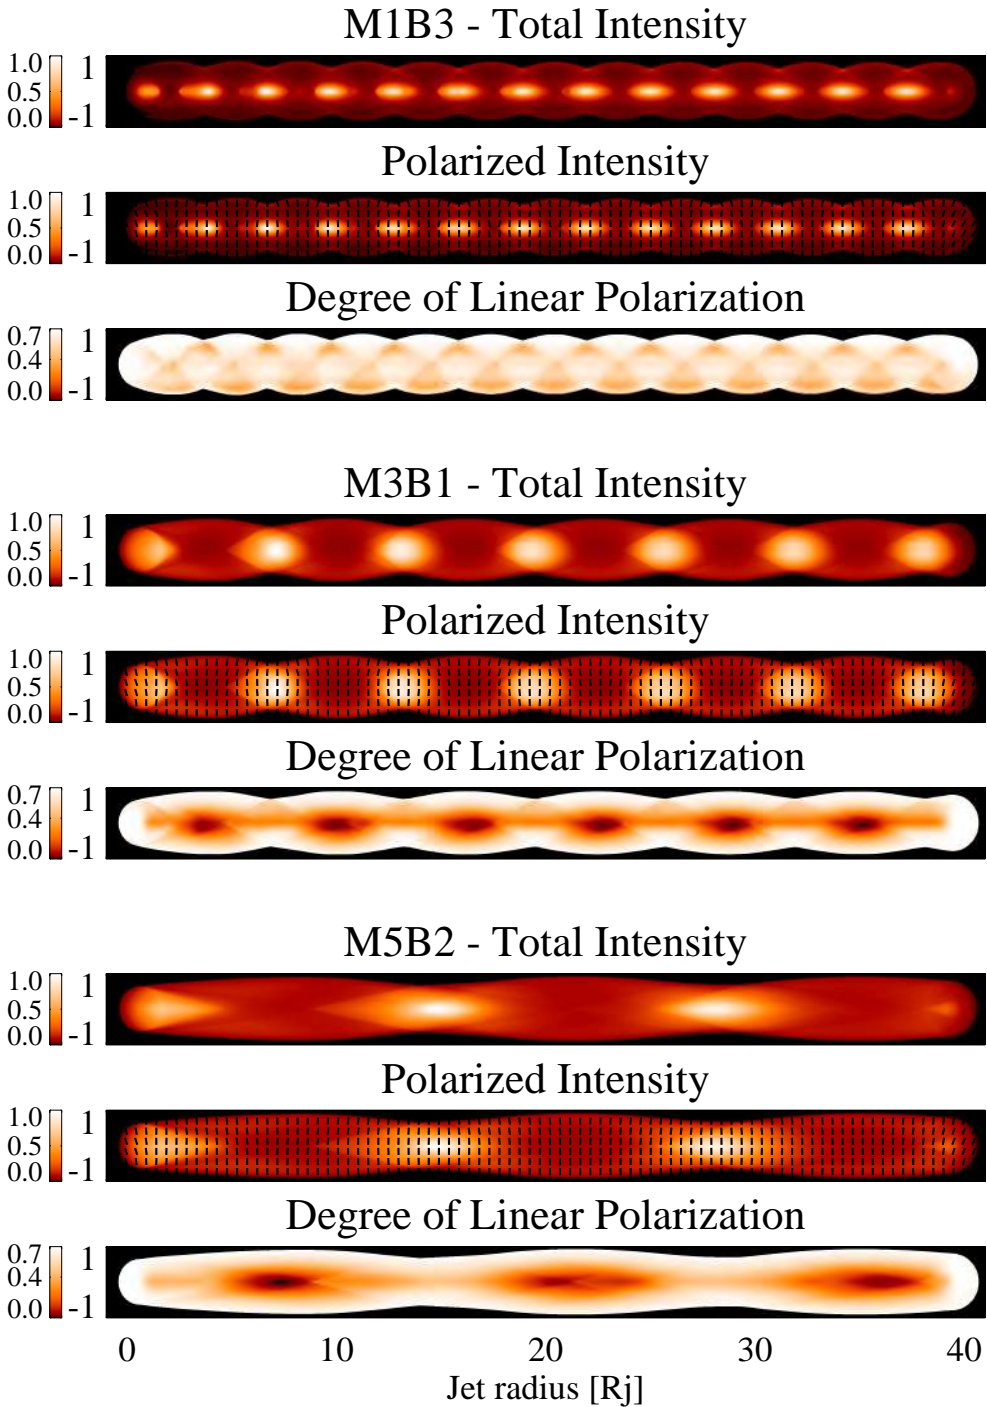 M1B3 - Total Intensity
1.0 1
0.5
0.0 -1
Polarized Intensity
1.0 1
0.5
0.0 -1
Degree of Linear Polarization
0.7 1
0.4
0.0 -1
M3B1 - Total Intensity
1.0 1
0.5
0.0 -1
Polarized Intensity
1.0 1
0.5
0.0 -1
Degree of Linear Polarization
0.7 1
0.4
0.0 -1
M5B2 - Total Intensity
1.0 1
0.5
0.0 -1
Polarized Intensity
1.0 1
0.5
0.0 -1
Degree of Linear Polarization
0.7 1
0.4
0.0 -1
0 10 20 30 40
Jet radius [Rj]